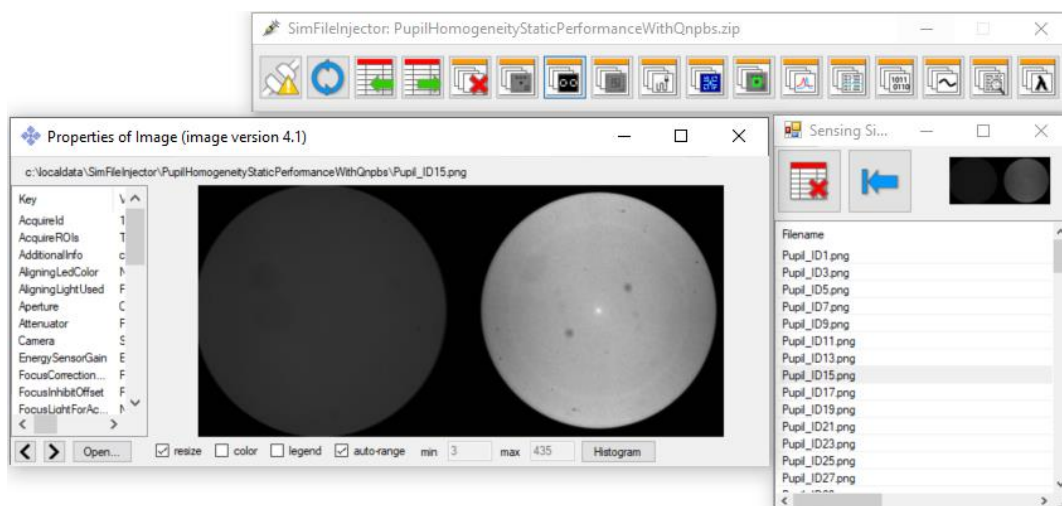 SimFileInjector: PupilHomogeneityStaticPerformanceWithQnpbs.zip
1011
0110
λ
Properties of Image (image version 4.1)
c:\localdata\SimFileInjector\PupilHomogeneityStaticPerformanceWithQnpbs\Pupil_ID15.png
Key
AcquireId 1
AcquireROIs T
AdditionalInfo c
AligningLedColor N
AligningLightUsed F
Aperture C
Attenuator F
Camera S
EnergySensorGain E
FocusCorrection... F
FocusInhibitOffset F
FocusLightForAc... N
Open...
resize color legend auto-range min 3 max 435 Histogram
Sensing Si...
Filename
Pupil_ID1.png
Pupil_ID3.png
Pupil_ID5.png
Pupil_ID7.png
Pupil_ID9.png
Pupil_ID11.png
Pupil_ID13.png
Pupil_ID15.png
Pupil_ID17.png
Pupil_ID19.png
Pupil_ID21.png
Pupil_ID23.png
Pupil_ID25.png
Pupil_ID27.png